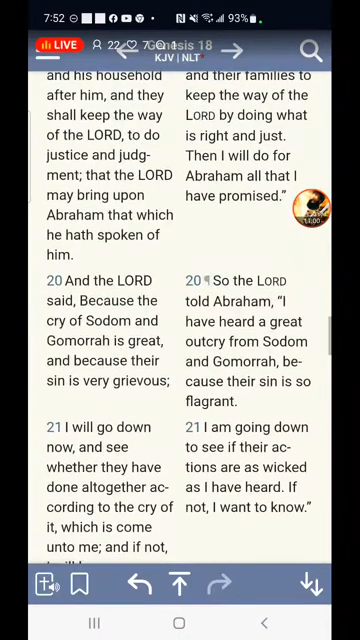 7:52
93%
LIVE 22 7 1
Genesis 18
KJV | NLT
and his household
after him, and they
shall keep the way
of the LORD, to do
justice and judg-
ment; that the LORD
may bring upon
Abraham that which
he hath spoken of
him.
20 And the LORD
said, Because the
cry of Sodom and
Gomorrah is great,
and because their
sin is very grievous;
21 I will go down
now, and see
whether they have
done altogether ac-
cording to the cry of
it, which is come
unto me; and if not,
and their families to
keep the way of the
LORD by doing what
is right and just.
Then I will do for
Abraham all that I
have promised.”
20 ¶ So the LORD
told Abraham, “I
have heard a great
outcry from Sodom
and Gomorrah, be-
cause their sin is so
flagrant.
21 I am going down
to see if their ac-
tions are as wicked
as I have heard. If
not, I want to know.”
11:00